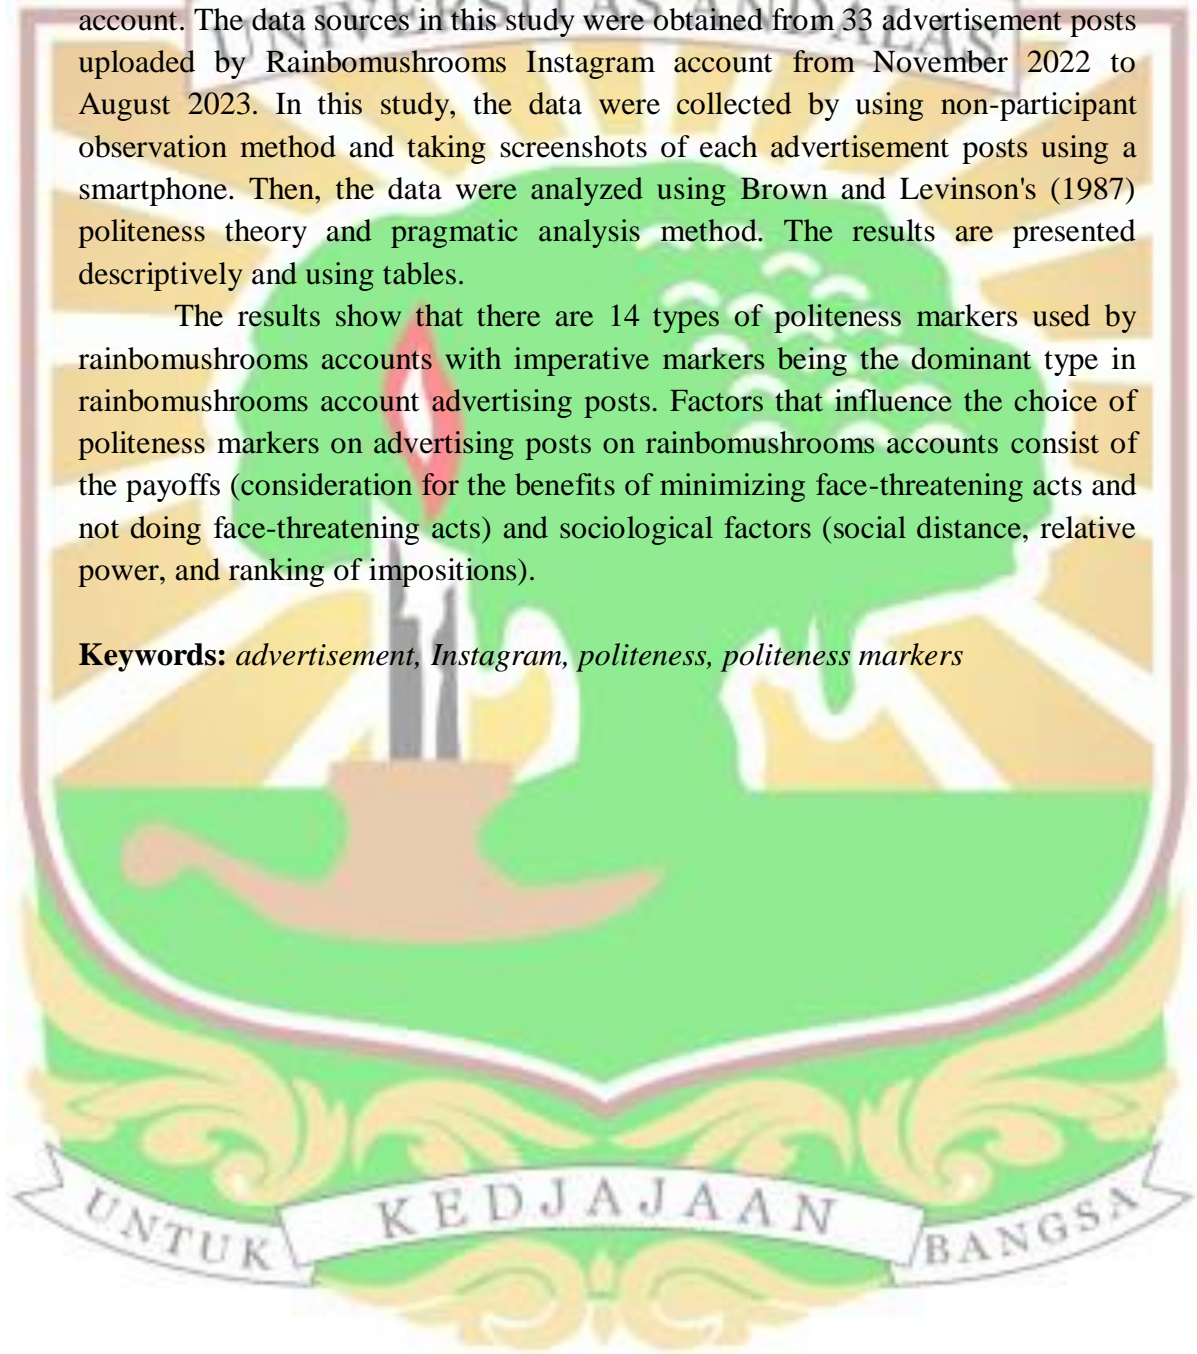 UNIVERSITAS ANDALAS
account. The data sources in this study were obtained from 33 advertisement posts
uploaded by Rainbomushrooms Instagram account from November 2022 to
August 2023. In this study, the data were collected by using non-participant
observation method and taking screenshots of each advertisement posts using a
smartphone. Then, the data were analyzed using Brown and Levinson's (1987)
politeness theory and pragmatic analysis method. The results are presented
descriptively and using tables.
The results show that there are 14 types of politeness markers used by
rainbomushrooms accounts with imperative markers being the dominant type in
rainbomushrooms account advertising posts. Factors that influence the choice of
politeness markers on advertising posts on rainbomushrooms accounts consist of
the payoffs (consideration for the benefits of minimizing face-threatening acts and
not doing face-threatening acts) and sociological factors (social distance, relative
power, and ranking of impositions).
Keywords: advertisement, Instagram, politeness, politeness markers
UNTUK KEDJAJAAN BANGSA